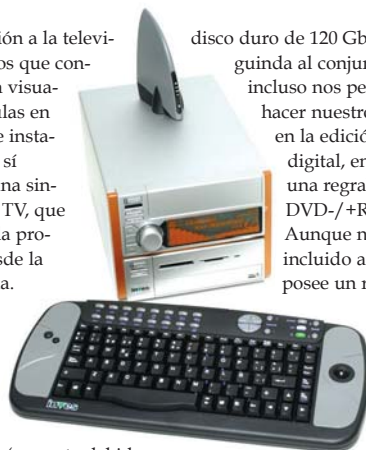 ión a la televi-
os que con-
visua-
ulas en
e insta-
sí
na sin-
TV, que
a pro-
sde la
a.
disco duro de 120 Gb
guinda al conjun
incluso nos pe
hacer nuestro
en la edició
digital, en
una regra
DVD-/+R
Aunque n
incluido a
posee un r
inves